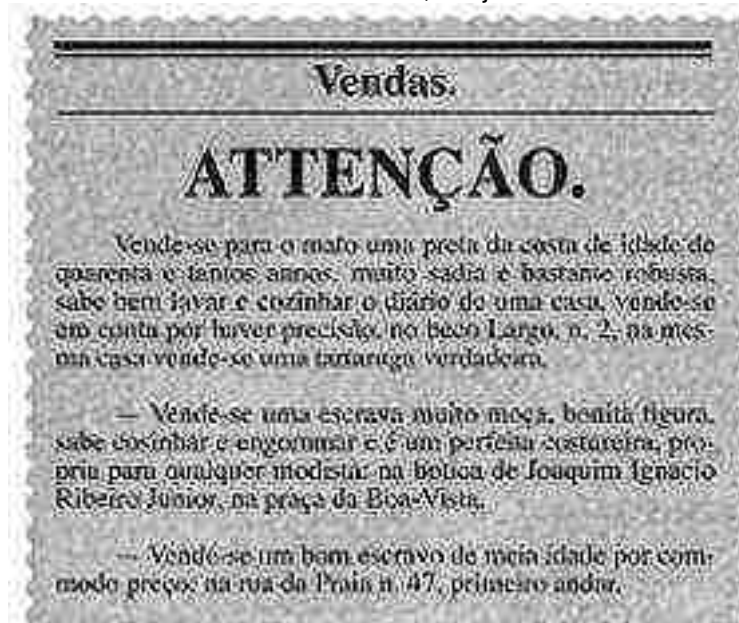 Vendas.
ATTENÇÃO.
Vende-se para o mato uma preta da costa de idade de
quarenta e tantos annos, muito sadia e bastante robusta,
sabe bem lavar e cozinhar o diário de uma casa, vende-se
em conta por haver precisão, no beco Largo, n. 2, na mes-
ma casa vende-se uma tartaruga verdadeira.
— Vende-se uma escrava muito moça, bonita figura,
sabe cosinhar e engommar e é um perfeita costureira, pro-
pria para qualquer modista: na botica de Joaquim Ignácio
Ribeiro Junior, na praça da Boa-Vista.
— Vende-se um bom escravo de meia idade por com-
modo preço: na rua da Praia n. 47, primeiro andar.